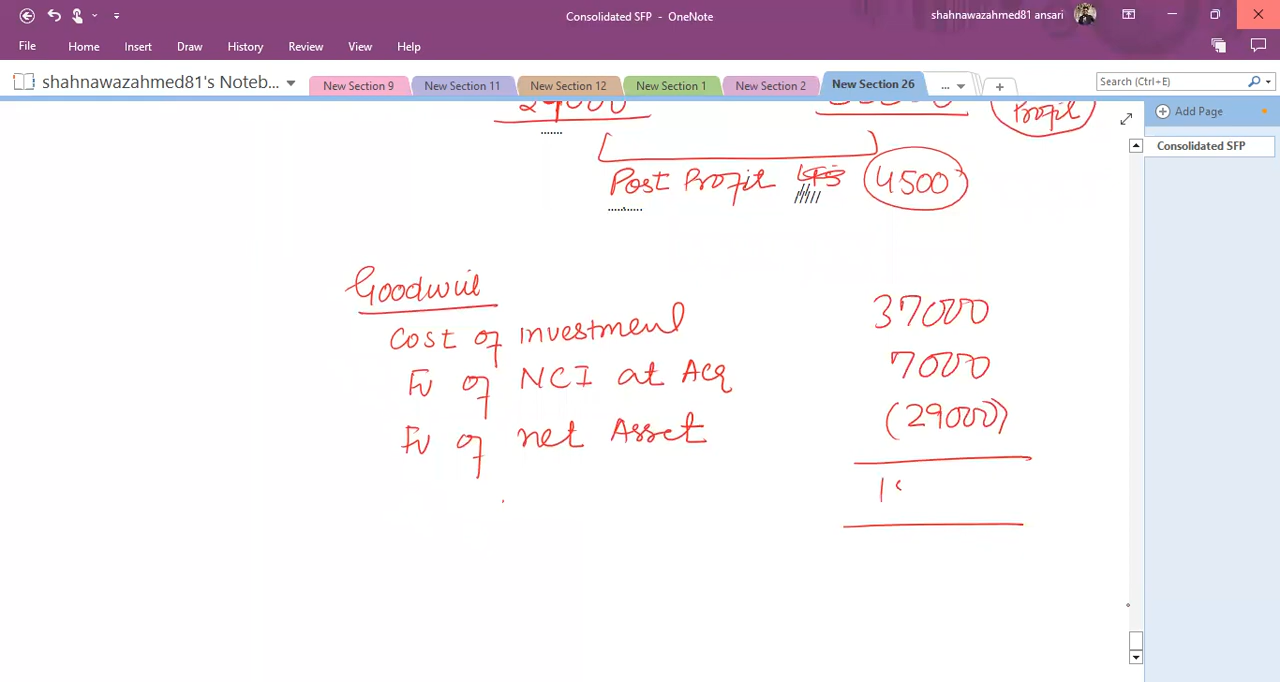 Consolidated SFP - OneNote
shahnawazahmed81 ansari
File Home Insert Draw History Review View Help
shahnawazahmed81's Noteb... New Section 9 New Section 11 New Section 12 New Section 1 New Section 2 New Section 26 ... Search (Ctrl+E)
29000 Profit
Add Page
Consolidated SFP
Post Profit 4500
Goodwill
Cost of investment 37000
Fv of NCI at Acq 7000
Fv of net Asset (29000)